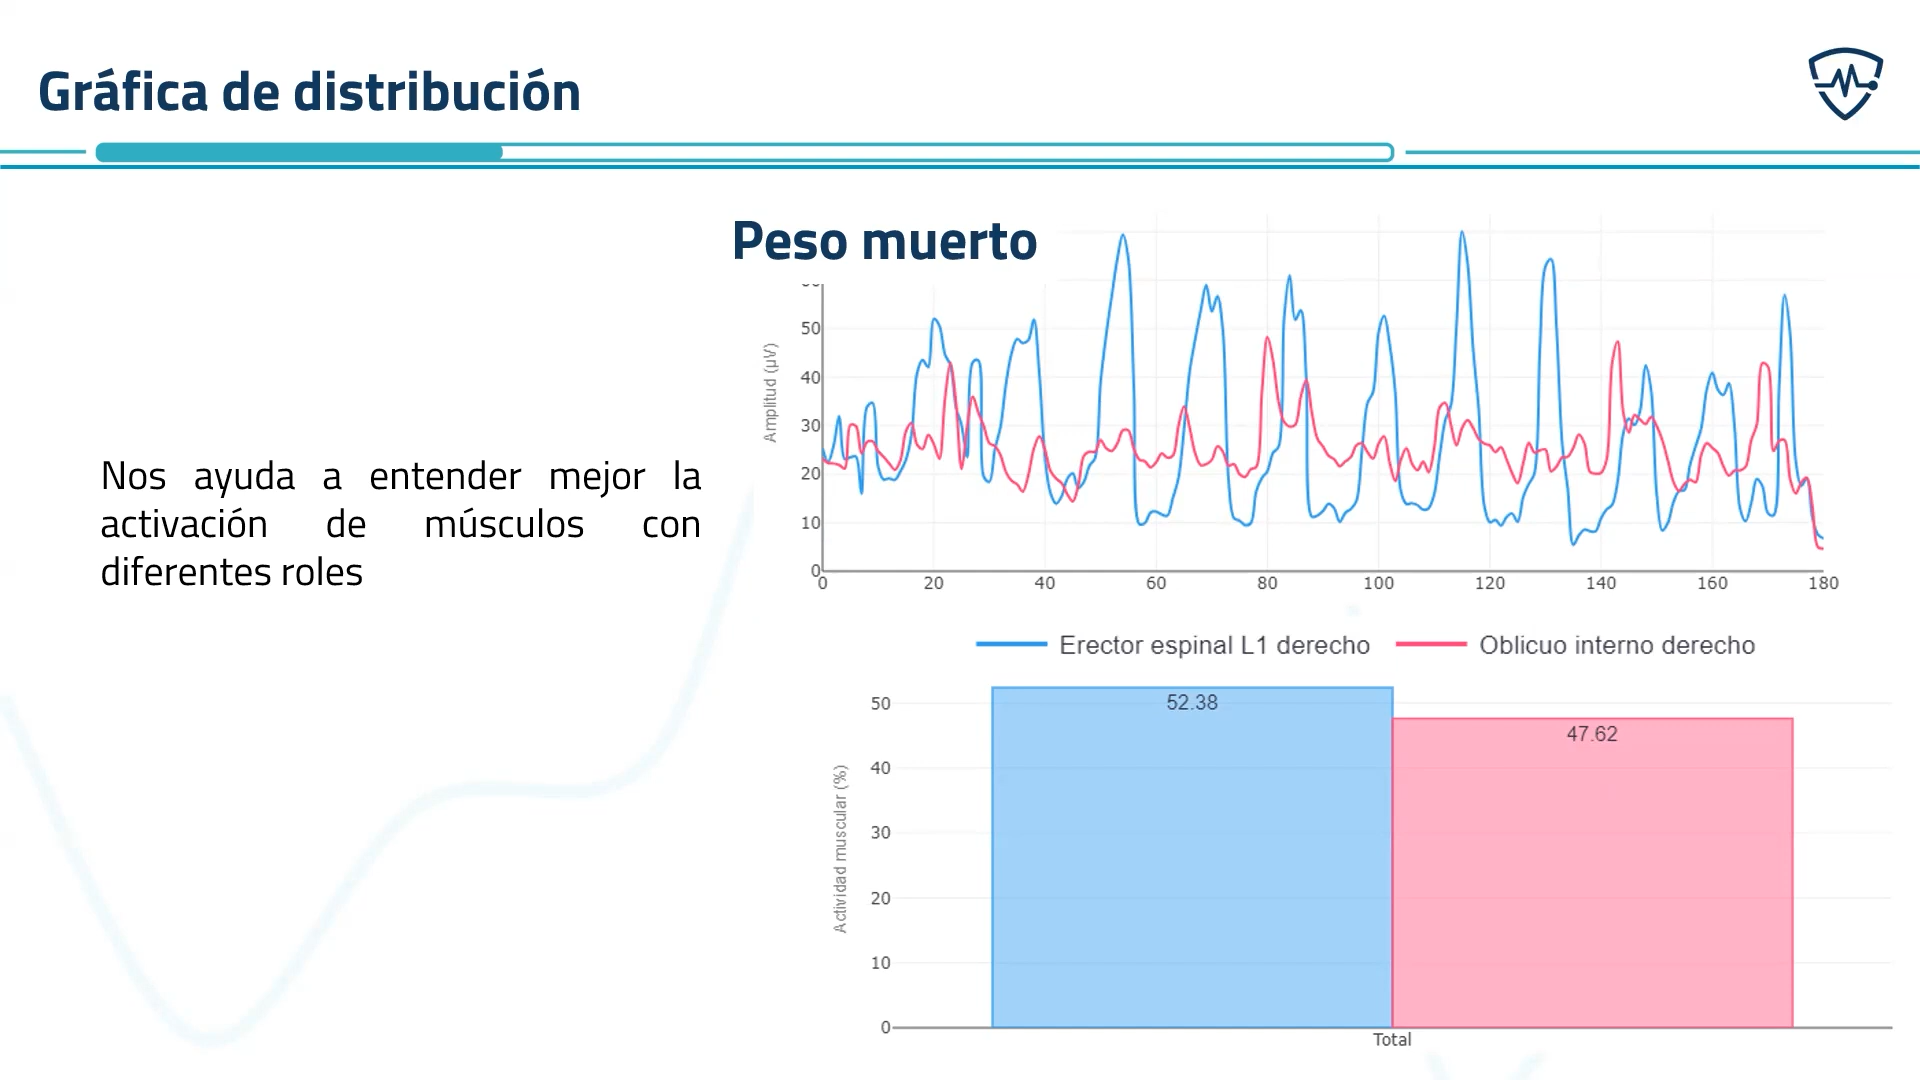 Gráfica de distribución
Peso muerto
Nos ayuda a entender mejor la
activación de músculos con
diferentes roles
Amplitud (µV)
50
40
30
20
10
0
0 20 40 60 80 100 120 140 160 180
Erector espinal L1 derecho Oblicuo interno derecho
Actividad muscular (%)
50
40
30
20
10
0
52.38
47.62
Total